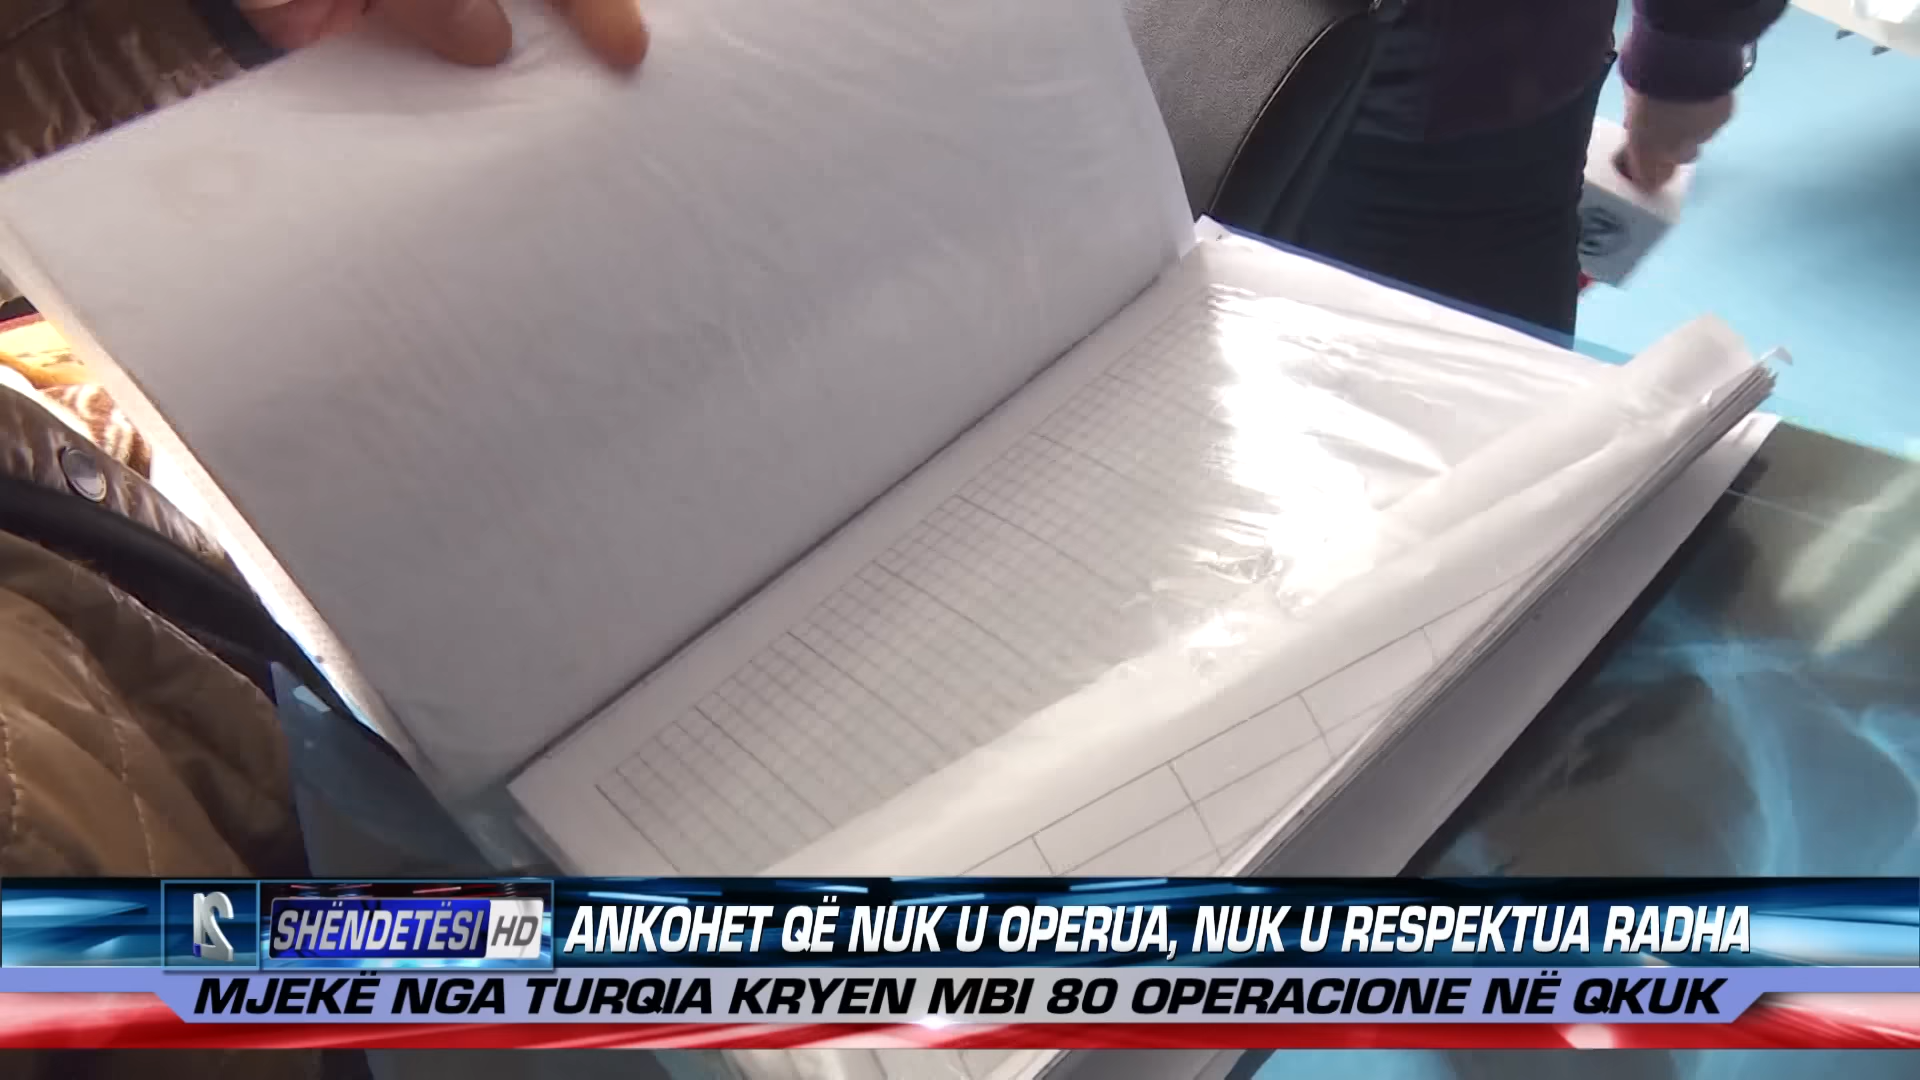 SHËNDETËSI HD
ANKOHET QË NUK U OPERUA, NUK U RESPEKTUA RADHA
MJEKË NGA TURQIA KRYEN MBI 80 OPERACIONE NË QKUK